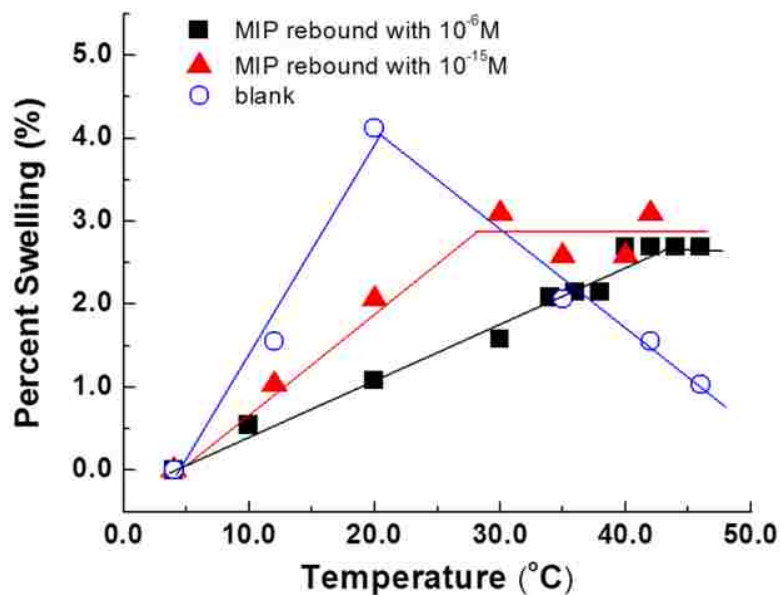 MIP rebound with 10⁻⁶M
MIP rebound with 10⁻¹⁵M
blank
5.0
4.0
3.0
2.0
1.0
0.0
Percent Swelling (%)
0.0 10.0 20.0 30.0 40.0 50.0
Temperature (°C)